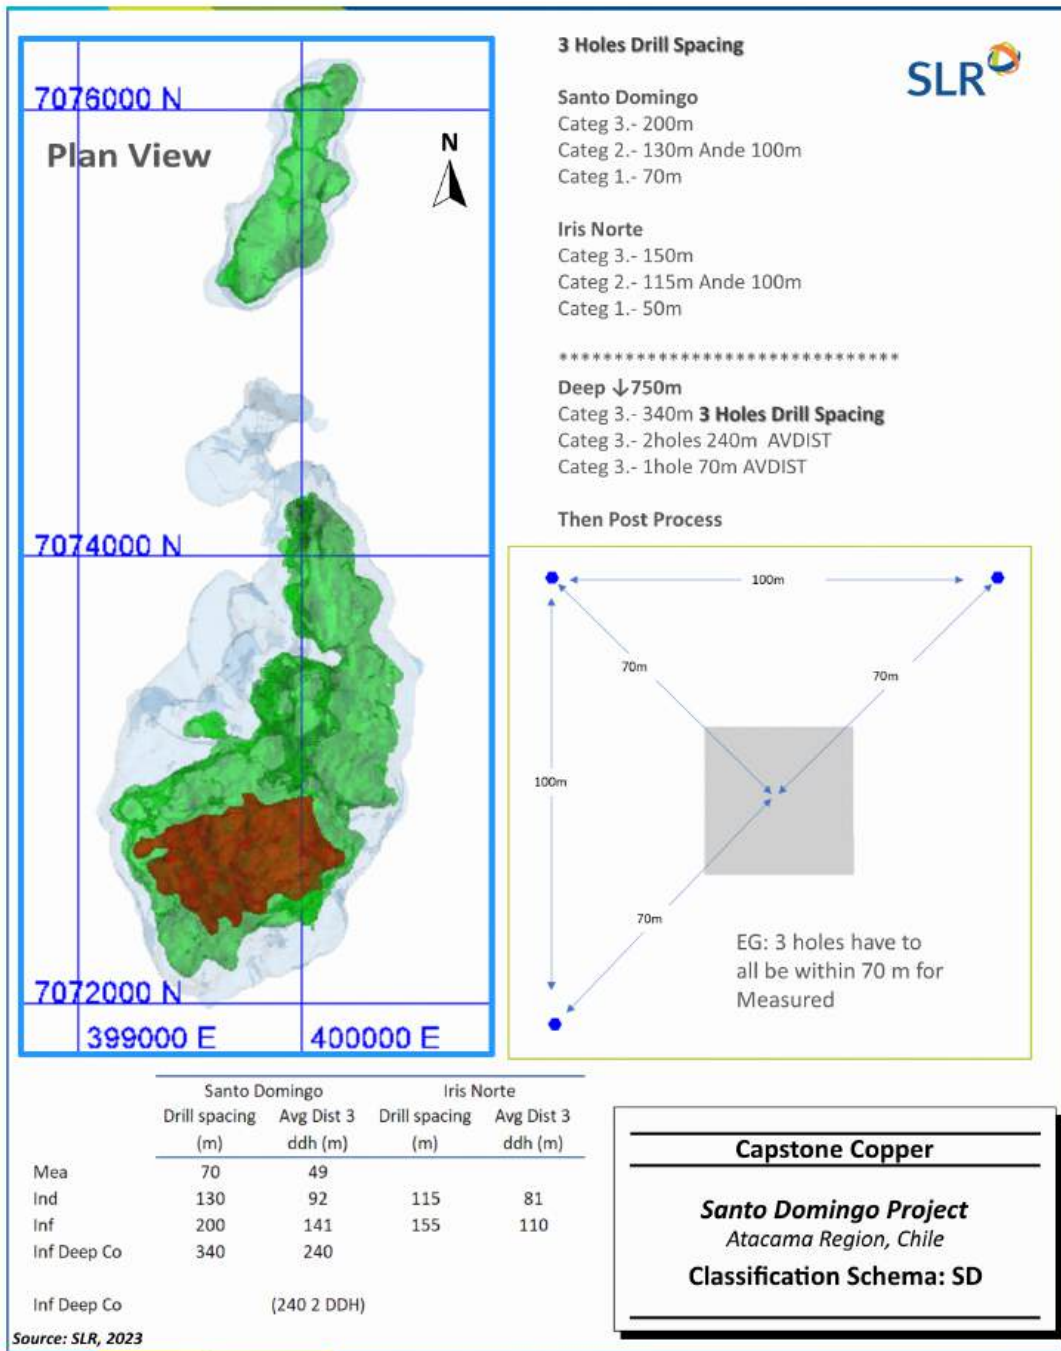 7076000 N
Plan View
N
7074000 N
7072000 N
399000 E
400000 E
3 Holes Drill Spacing
SLR
Santo Domingo
Categ 3.- 200m
Categ 2.- 130m Ande 100m
Categ 1.- 70m
Iris Norte
Categ 3.- 150m
Categ 2.- 115m Ande 100m
Categ 1.- 50m
*******************************
Deep ↓750m
Categ 3.- 340m 3 Holes Drill Spacing
Categ 3.- 2holes 240m AVDIST
Categ 3.- 1hole 70m AVDIST
Then Post Process
100m
70m
70m
100m
70m
EG: 3 holes have to
all be within 70 m for
Measured
Santo Domingo Iris Norte
Drill spacing Avg Dist 3 Drill spacing Avg Dist 3
(m) ddh (m) (m) ddh (m)
Mea 70 49
Ind 130 92 115 81
Inf 200 141 155 110
Inf Deep Co 340 240
Inf Deep Co (240 2 DDH)
Source: SLR, 2023
Capstone Copper
Santo Domingo Project
Atacama Region, Chile
Classification Schema: SD